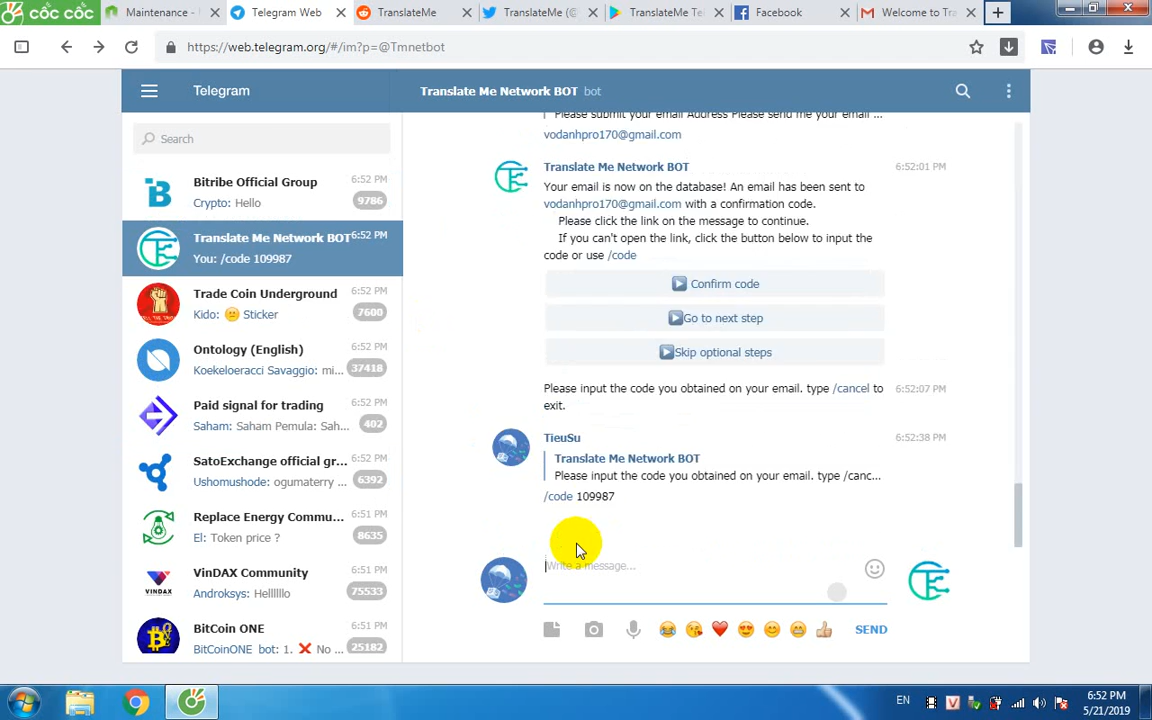 cốc cốc
Maintenance -
Telegram Web
TranslateMe
TranslateMe (@
TranslateMe Te
Facebook
Welcome to Tra
https://web.telegram.org/#/im?p=@Tmnetbot
Telegram
Translate Me Network BOT bot
Search
Bitribe Official Group 6:52 PM
Crypto: Hello 9786
Translate Me Network BOT 6:52 PM
You: /code 109987
Trade Coin Underground 6:52 PM
Kido: 😕 Sticker 7600
Ontology (English) 6:52 PM
Koekeloeracci Savaggio: mi... 37418
Paid signal for trading 6:52 PM
Saham: Saham Pemula: Sah... 402
SatoExchange official gr... 6:52 PM
Ushomushode: ogumaterry ... 6392
Replace Energy Commu... 6:51 PM
El: Token price ? 8635
VinDAX Community 6:51 PM
Androksys: Hellllllo 75533
BitCoin ONE 6:51 PM
BitCoinONE bot: 1. ❌ No ... 25182
Please submit your email Address Please send me your email ...
vodanhpro170@gmail.com
Translate Me Network BOT 6:52:01 PM
Your email is now on the database! An email has been sent to
vodanhpro170@gmail.com with a confirmation code.
Please click the link on the message to continue.
If you can't open the link, click the button below to input the
code or use /code
▶ Confirm code
▶Go to next step
▶Skip optional steps
Please input the code you obtained on your email. type /cancel to 6:52:07 PM
exit.
TieuSu 6:52:38 PM
Translate Me Network BOT
Please input the code you obtained on your email. type /canc...
/code 109987
Write a message...
SEND
EN
6:52 PM
5/21/2019